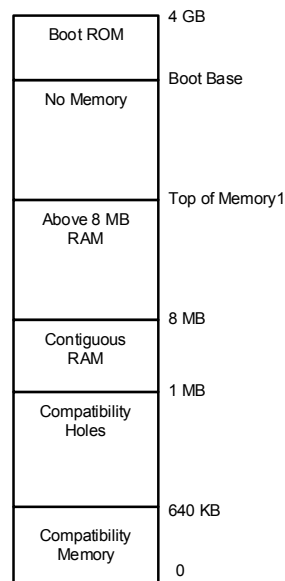 4 GB
Boot ROM
Boot Base
No Memory
Top of Memory1
Above 8 MB
RAM
8 MB
Contiguous
RAM
1 MB
Compatibility
Holes
640 KB
Compatibility
Memory
0